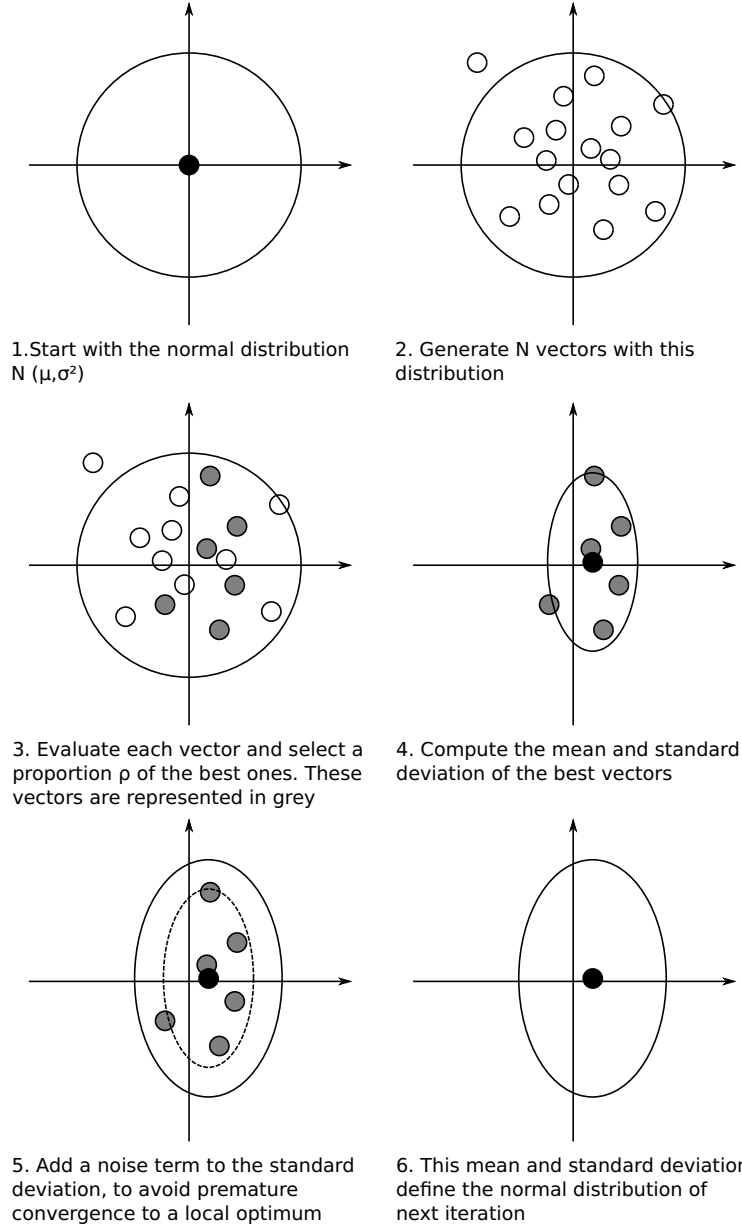 1.Start with the normal distribution
N (μ,σ²)
2. Generate N vectors with this
distribution
3. Evaluate each vector and select a
proportion ρ of the best ones. These
vectors are represented in grey
4. Compute the mean and standard
deviation of the best vectors
5. Add a noise term to the standard
deviation, to avoid premature
convergence to a local optimum
6. This mean and standard deviation
define the normal distribution of
next iteration